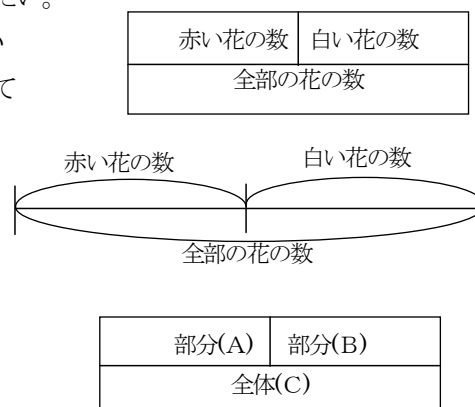 さい。
い
て
赤い花の数 白い花の数
全部の花の数
赤い花の数 白い花の数
全部の花の数
部分(A) 部分(B)
全体(C)